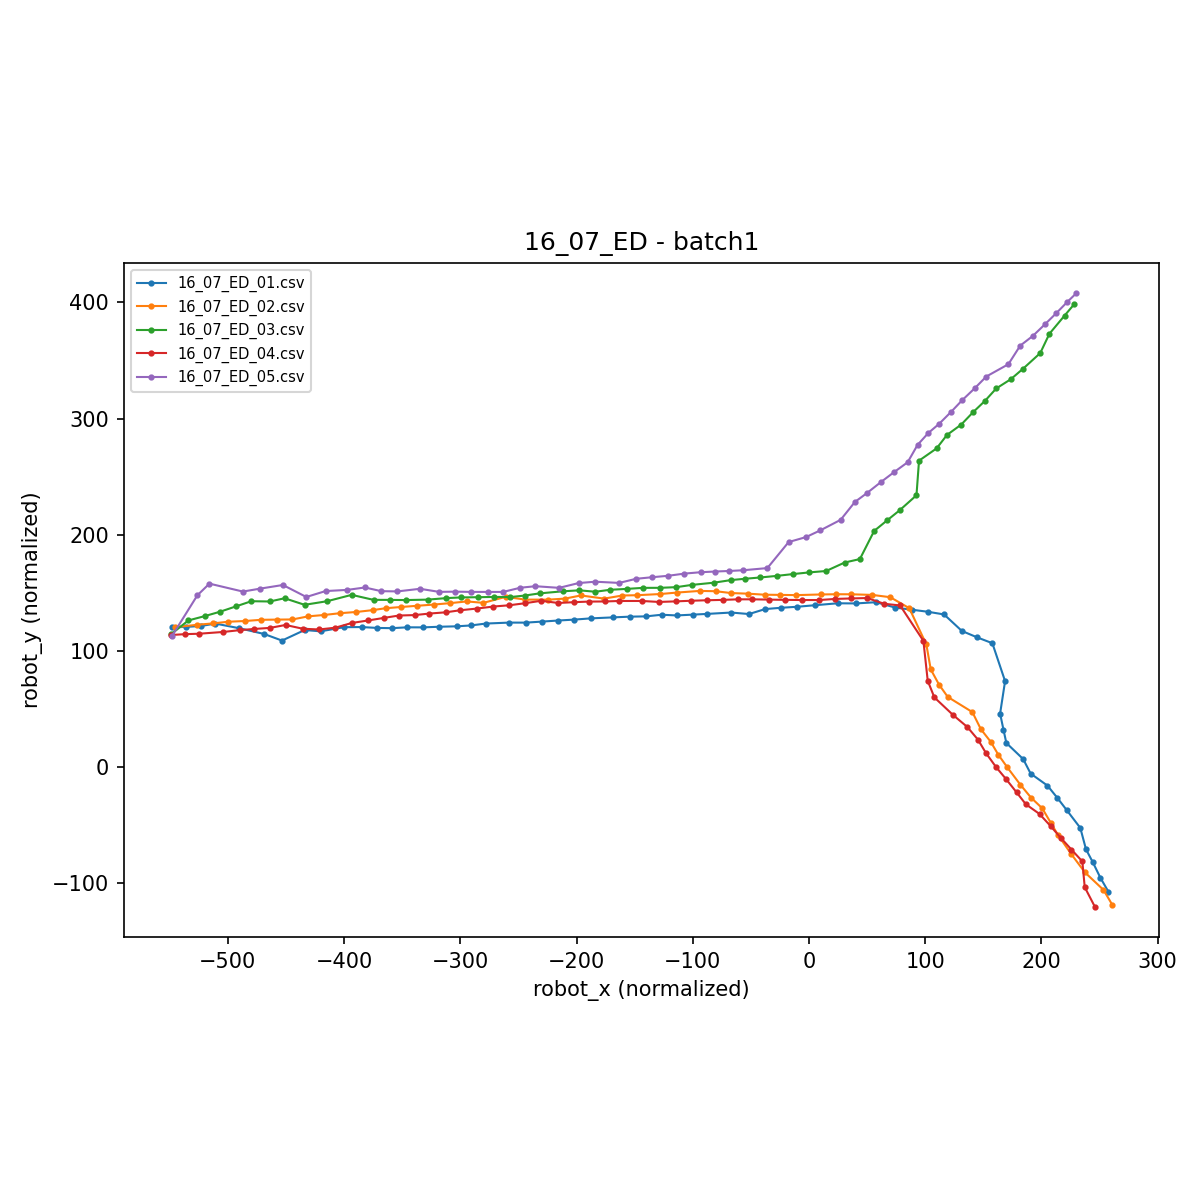 16_07_ED - batch1
16_07_ED_01.csv
16_07_ED_02.csv
16_07_ED_03.csv
16_07_ED_04.csv
16_07_ED_05.csv
400
300
200
100
0
−100
robot_y (normalized)
−500 −400 −300 −200 −100 0 100 200 300
robot_x (normalized)